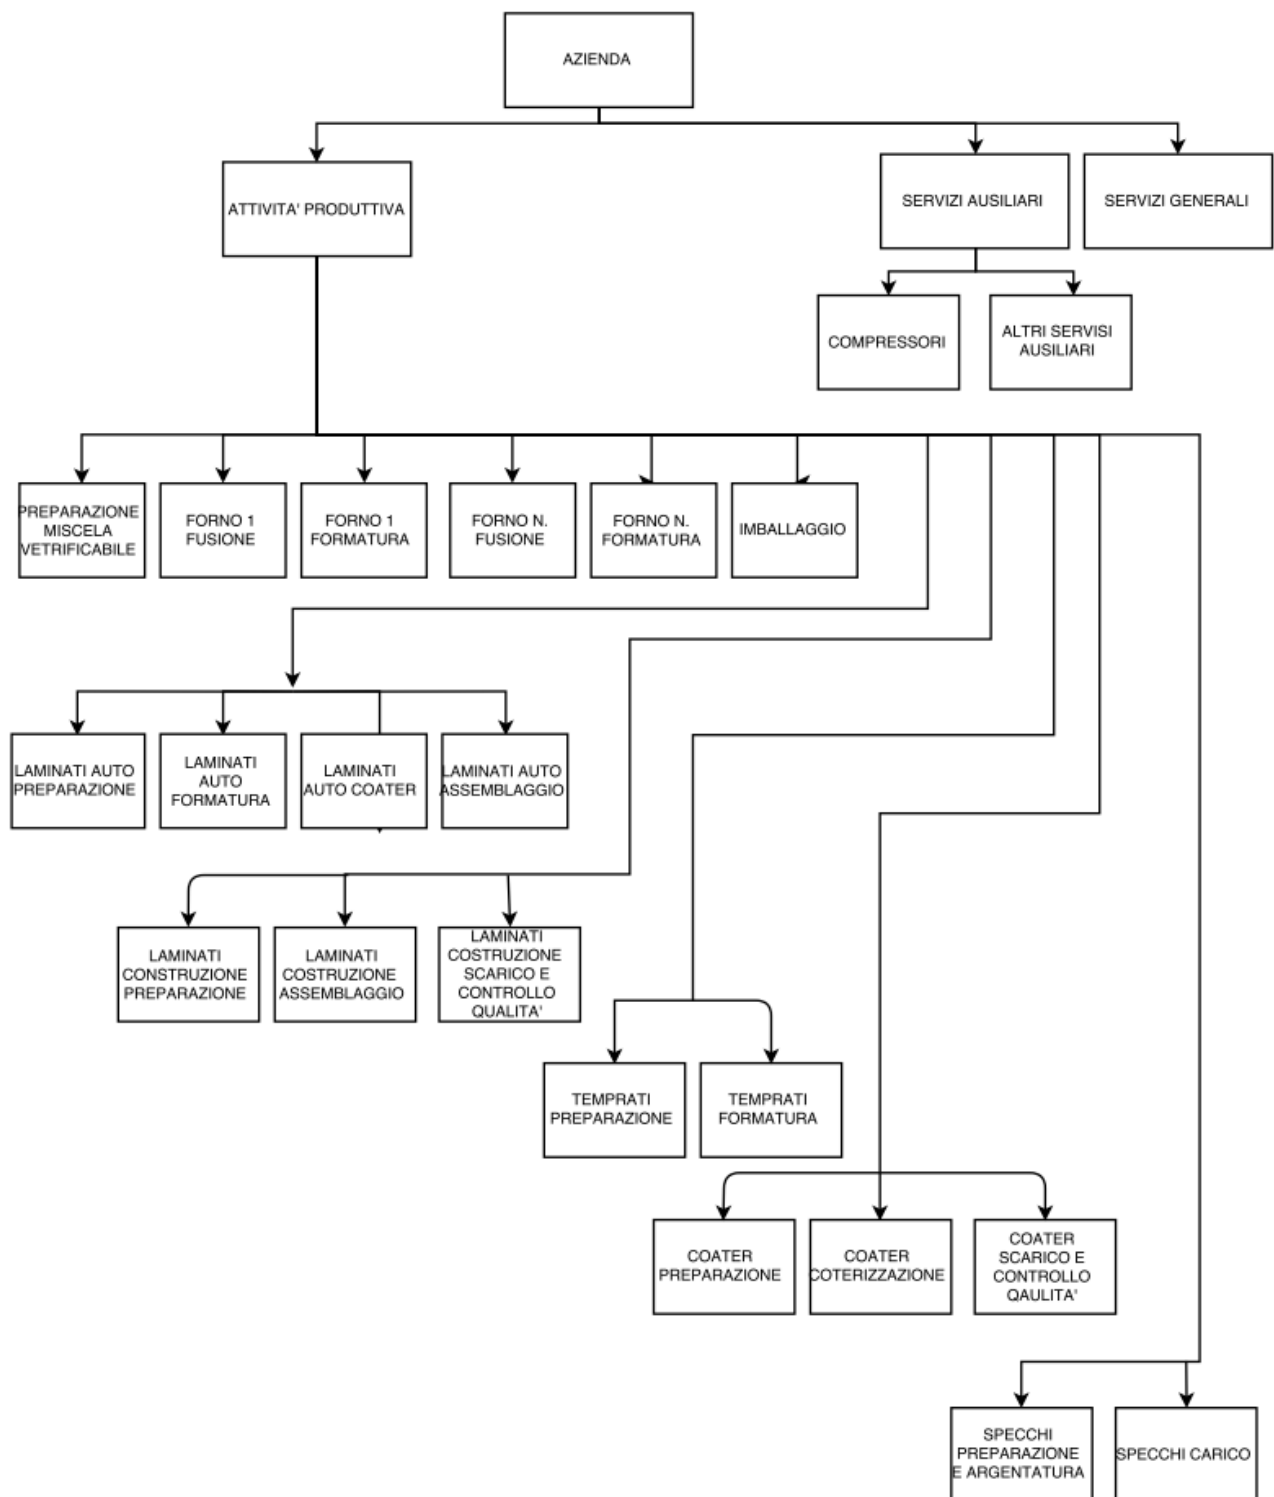 AZIENDA
ATTIVITA' PRODUTTIVA
SERVIZI AUSILIARI
SERVIZI GENERALI
COMPRESSORI
ALTRI SERVISI
AUSILIARI
PREPARAZIONE
MISCELA
VETRIFICABILE
FORNO 1
FUSIONE
FORNO 1
FORMATURA
FORNO N.
FUSIONE
FORNO N.
FORMATURA
IMBALLAGGIO
LAMINATI AUTO
PREPARAZIONE
LAMINATI
AUTO
FORMATURA
LAMINATI
AUTO COATER
LAMINATI AUTO
ASSEMBLAGGIO
LAMINATI
CONSTRUZIONE
PREPARAZIONE
LAMINATI
COSTRUZIONE
ASSEMBLAGGIO
LAMINATI
COSTRUZIONE
SCARICO E
CONTROLLO
QUALITA'
TEMPRATI
PREPARAZIONE
TEMPRATI
FORMATURA
COATER
PREPARAZIONE
COATER
COTERIZZAZIONE
COATER
SCARICO E
CONTROLLO
QAULITA'
SPECCHI
PREPARAZIONE
E ARGENTATURA
SPECCHI CARICO